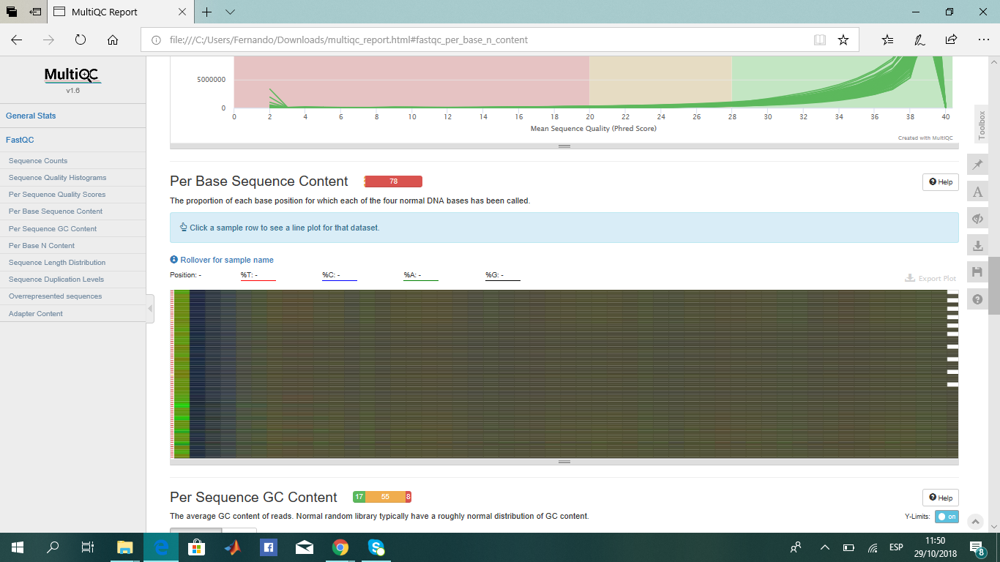 MultiQC Report
file:///C:/Users/Fernando/Downloads/multiqc_report.html#fastqc_per_base_n_content
MultiQC
v1.6
General Stats
FastQC
Sequence Counts
Sequence Quality Histograms
Per Sequence Quality Scores
Per Base Sequence Content
Per Sequence GC Content
Per Base N Content
Sequence Length Distribution
Sequence Duplication Levels
Overrepresented sequences
Adapter Content
5000000
0
0 2 4 6 8 10 12 14 16 18 20 22 24 26 28 30 32 34 36 38 40
Mean Sequence Quality (Phred Score)
Created with MultiQC
Toolbox
A
Per Base Sequence Content 78
Help
The proportion of each base position for which each of the four normal DNA bases has been called.
Click a sample row to see a line plot for that dataset.
Rollover for sample name
Position: - %T: - %C: - %A: - %G: -
Export Plot
Per Sequence GC Content 17 55 8
Help
The average GC content of reads. Normal random library typically have a roughly normal distribution of GC content.
Y-Limits: on
ESP
11:50
29/10/2018
8